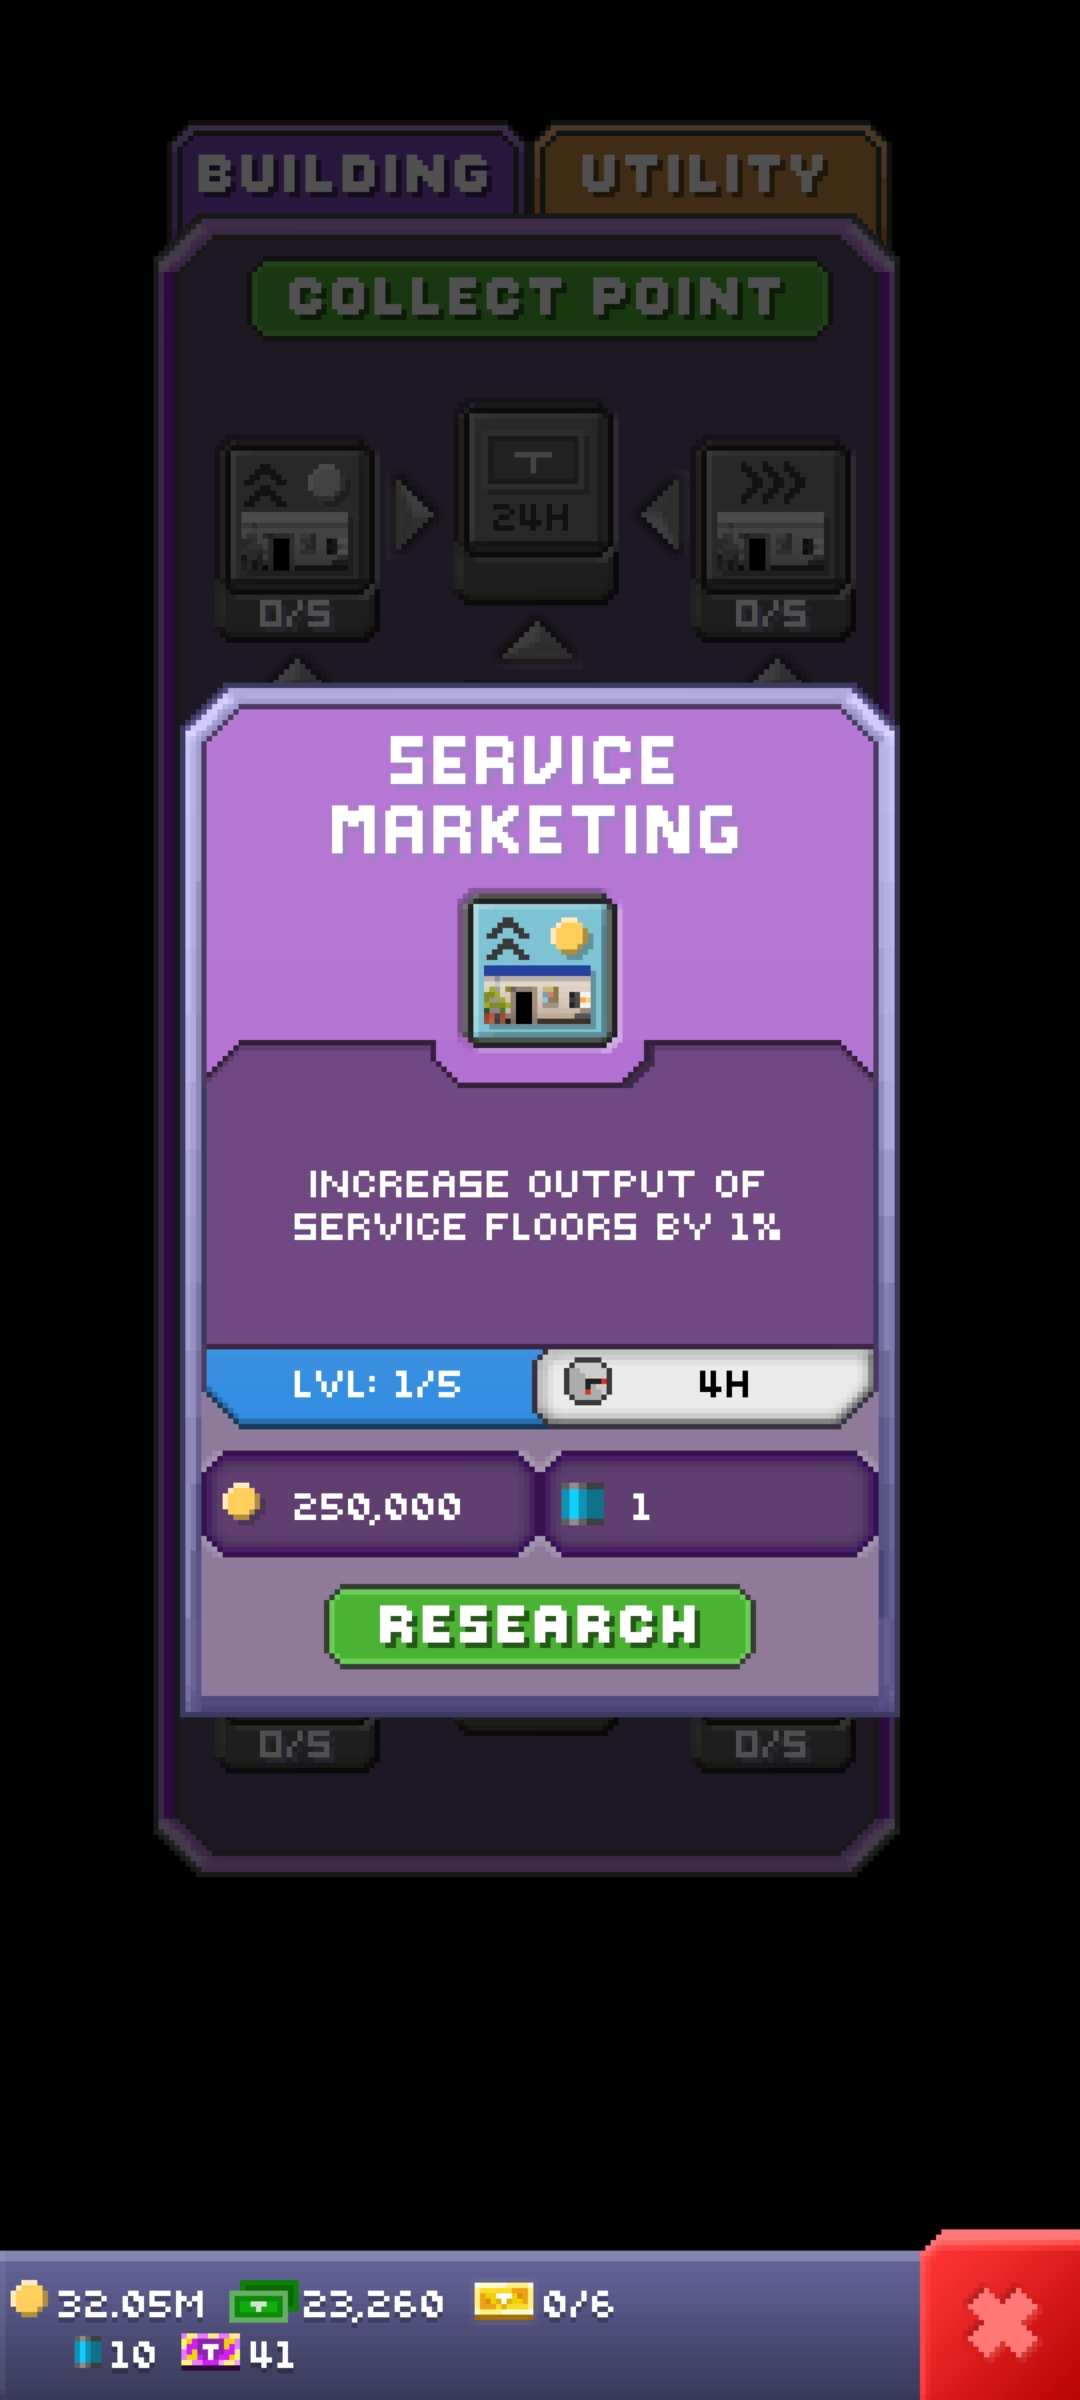 BUILDING
UTILITY
COLLECT POINT
24H
0/5
0/5
SERVICE
MARKETING
INCREASE OUTPUT OF
SERVICE FLOORS BY 1%
LVL: 1/5
4H
250,000
1
RESEARCH
0/5
0/5
32.05M
23,260
0/6
10
41